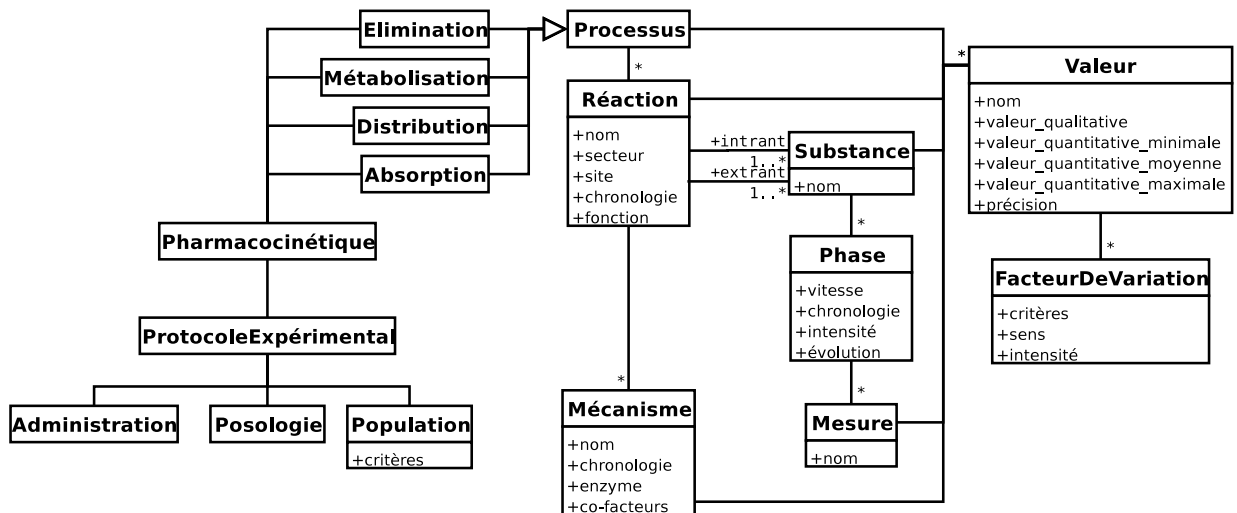 Elimination
Métabolisation
Distribution
Absorption
Pharmacocinétique
ProtocoleExpérimental
Administration
Posologie
Population
+critères
Processus
*
Réaction
+nom
+secteur
+site
+chronologie
+fonction
*
Mécanisme
+nom
+chronologie
+enzyme
+co-facteurs
+intrant
1..*
+extrant
1..*
Substance
+nom
*
Phase
+vitesse
+chronologie
+intensité
+évolution
*
Mesure
+nom
*
Valeur
+nom
+valeur_qualitative
+valeur_quantitative_minimale
+valeur_quantitative_moyenne
+valeur_quantitative_maximale
+précision
*
FacteurDeVariation
+critères
+sens
+intensité